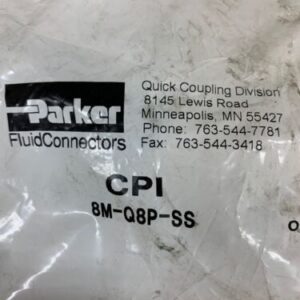 Parker
FluidConnectors
Quick Coupling Division
8145 Lewis Road
Minneapolis, MN 55427
Phone: 763-544-7781
Fax: 763-544-3418
CPI
8M-Q8P-SS